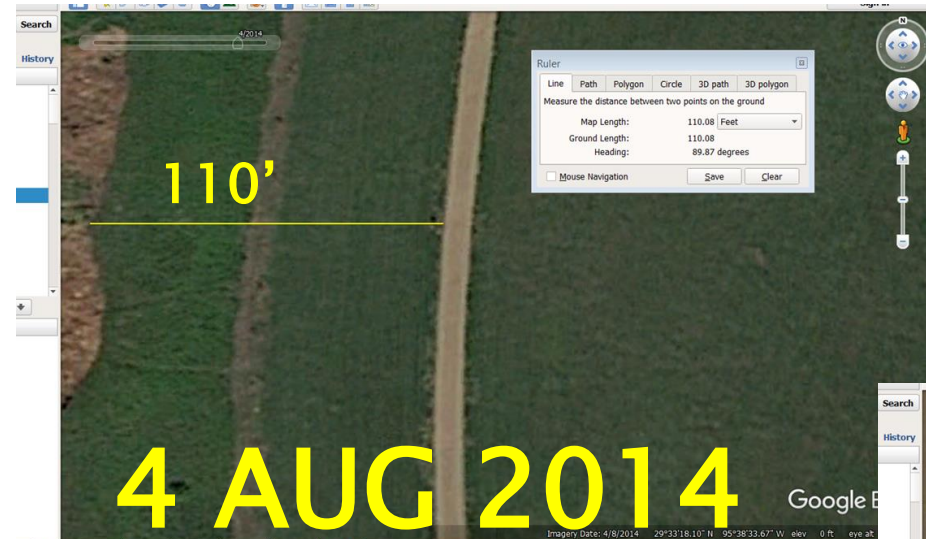 Search
4/2014
History
Ruler
Line Path Polygon Circle 3D path 3D polygon
Measure the distance between two points on the ground
Map Length: 110.08 Feet
Ground Length: 110.08
Heading: 89.87 degrees
Mouse Navigation Save Clear
N
110’
4 AUG 2014
Google E
Imagery Date: 4/8/2014 29°33'18.10" N 95°38'33.67" W elev 0 ft eye alt
Search
History